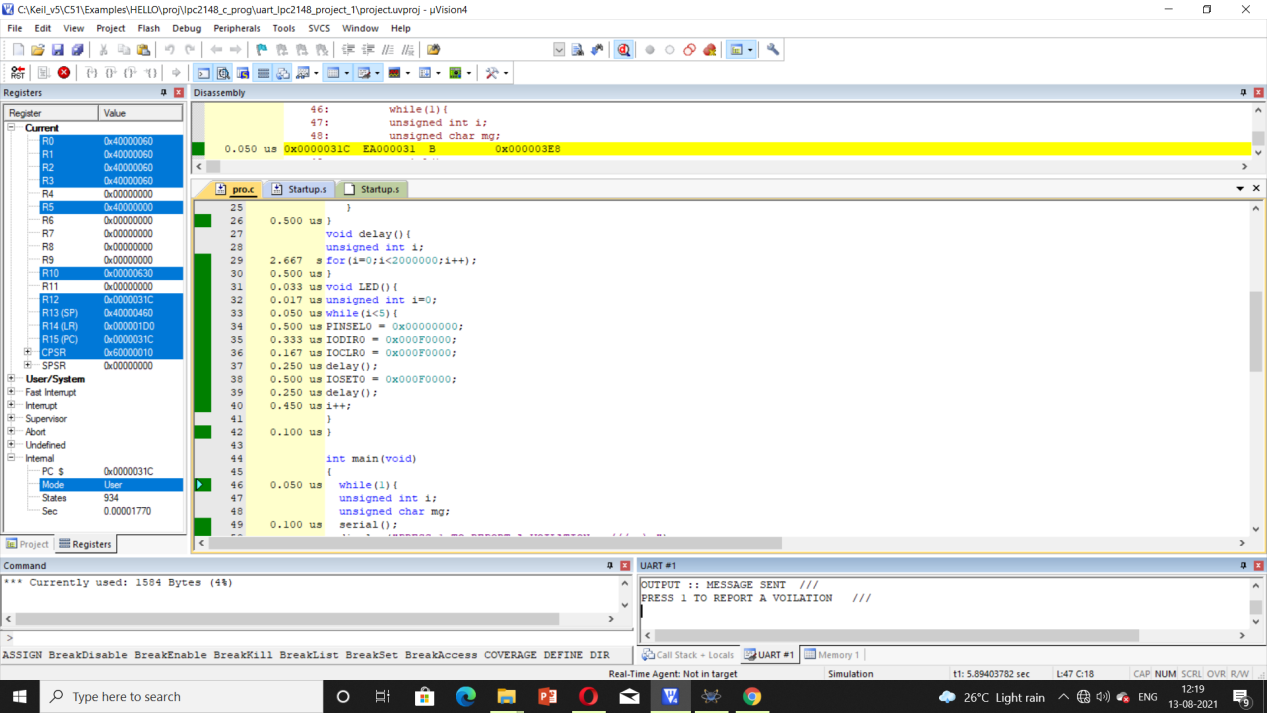 C:\Keil_v5\C51\Examples\HELLO\proj\lpc2148_c_prog\uart_lpc2148_project_1\project.uvproj - µVision4
File Edit View Project Flash Debug Peripherals Tools SVCS Window Help
RST
Registers
Register Value
Current
R0 0x40000060
R1 0x40000060
R2 0x40000060
R3 0x40000060
R4 0x00000000
R5 0x40000000
R6 0x00000000
R7 0x00000000
R8 0x00000000
R9 0x00000000
R10 0x00000630
R11 0x00000000
R12 0x0000031C
R13 (SP) 0x40000460
R14 (LR) 0x000001D0
R15 (PC) 0x0000031C
CPSR 0x60000010
SPSR 0x00000000
User/System
Fast Interrupt
Interrupt
Supervisor
Abort
Undefined
Internal
PC $ 0x0000031C
Mode User
States 934
Sec 0.00001770
Project Registers
Disassembly
46: while(1){
47: unsigned int i;
48: unsigned char mg;
0.050 us 0x0000031C EA000031 B 0x000003E8
pro.c Startup.s Startup.s
25 }
26 0.500 us }
27 void delay(){
28 unsigned int i;
29 2.667 s for(i=0;i<2000000;i++);
30 0.500 us }
31 0.033 us void LED(){
32 0.017 us unsigned int i=0;
33 0.050 us while(i<5){
34 0.500 us PINSEL0 = 0x00000000;
35 0.333 us IODIR0 = 0x000F0000;
36 0.167 us IOCLR0 = 0x000F0000;
37 0.250 us delay();
38 0.500 us IOSET0 = 0x000F0000;
39 0.250 us delay();
40 0.450 us i++;
41 }
42 0.100 us }
43
44 int main(void)
45 {
46 0.050 us while(1){
47 unsigned int i;
48 unsigned char mg;
49 0.100 us serial();
Command
*** Currently used: 1584 Bytes (4%)
>
ASSIGN BreakDisable BreakEnable BreakKill BreakList BreakSet BreakAccess COVERAGE DEFINE DIR
UART #1
OUTPUT :: MESSAGE SENT ///
PRESS 1 TO REPORT A VOILATION ///
Call Stack + Locals UART #1 Memory 1
Real-Time Agent: Not in target Simulation t1: 5.89403782 sec L:47 C:18 CAP NUM SCRL OVR R/W
Type here to search
26°C Light rain ENG 12:19
13-08-2021
9